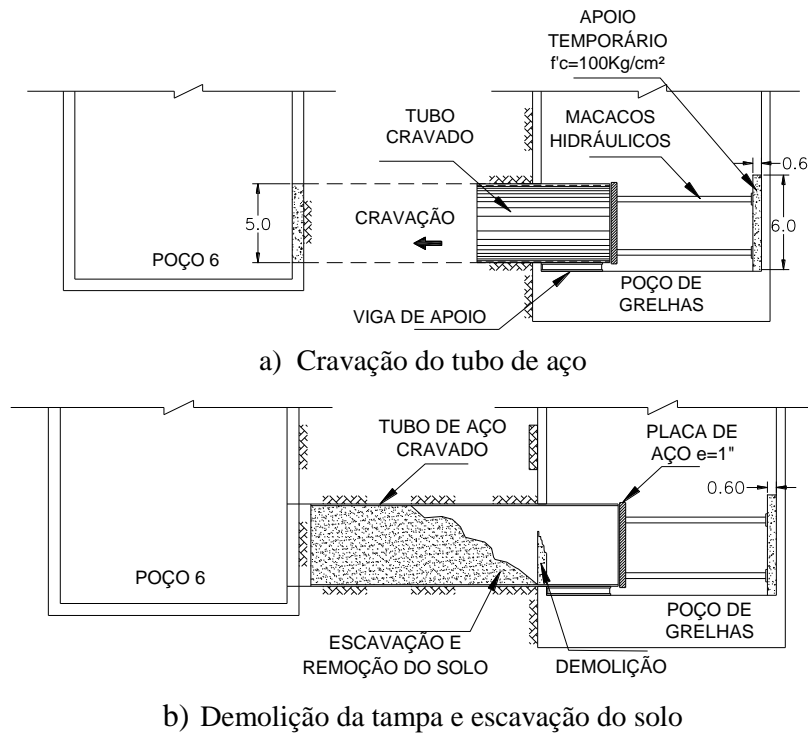 APOIO
TEMPORÁRIO
f'c=100Kg/cm²
TUBO
CRAVADO
MACACOS
HIDRÁULICOS
0.6
5.0
CRAVAÇÃO
6.0
POÇO 6
POÇO DE
GRELHAS
VIGA DE APOIO
a) Cravação do tubo de aço
TUBO DE AÇO
CRAVADO
PLACA DE
AÇO e=1"
0.60
POÇO 6
POÇO DE
GRELHAS
ESCAVAÇÃO E
REMOÇÃO DO SOLO
DEMOLIÇÃO
b) Demolição da tampa e escavação do solo